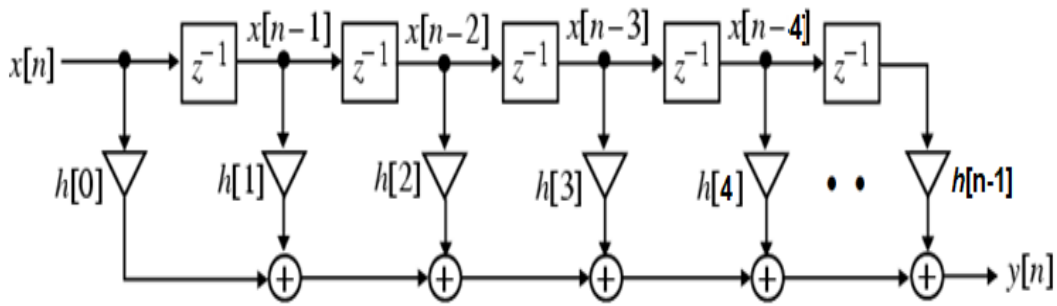 x[n−1] x[n−2] x[n−3] x[n−4]
x[n] z⁻¹ z⁻¹ z⁻¹ z⁻¹ z⁻¹
h[0] h[1] h[2] h[3] h[4] • • h[n-1]
+ + + + + y[n]